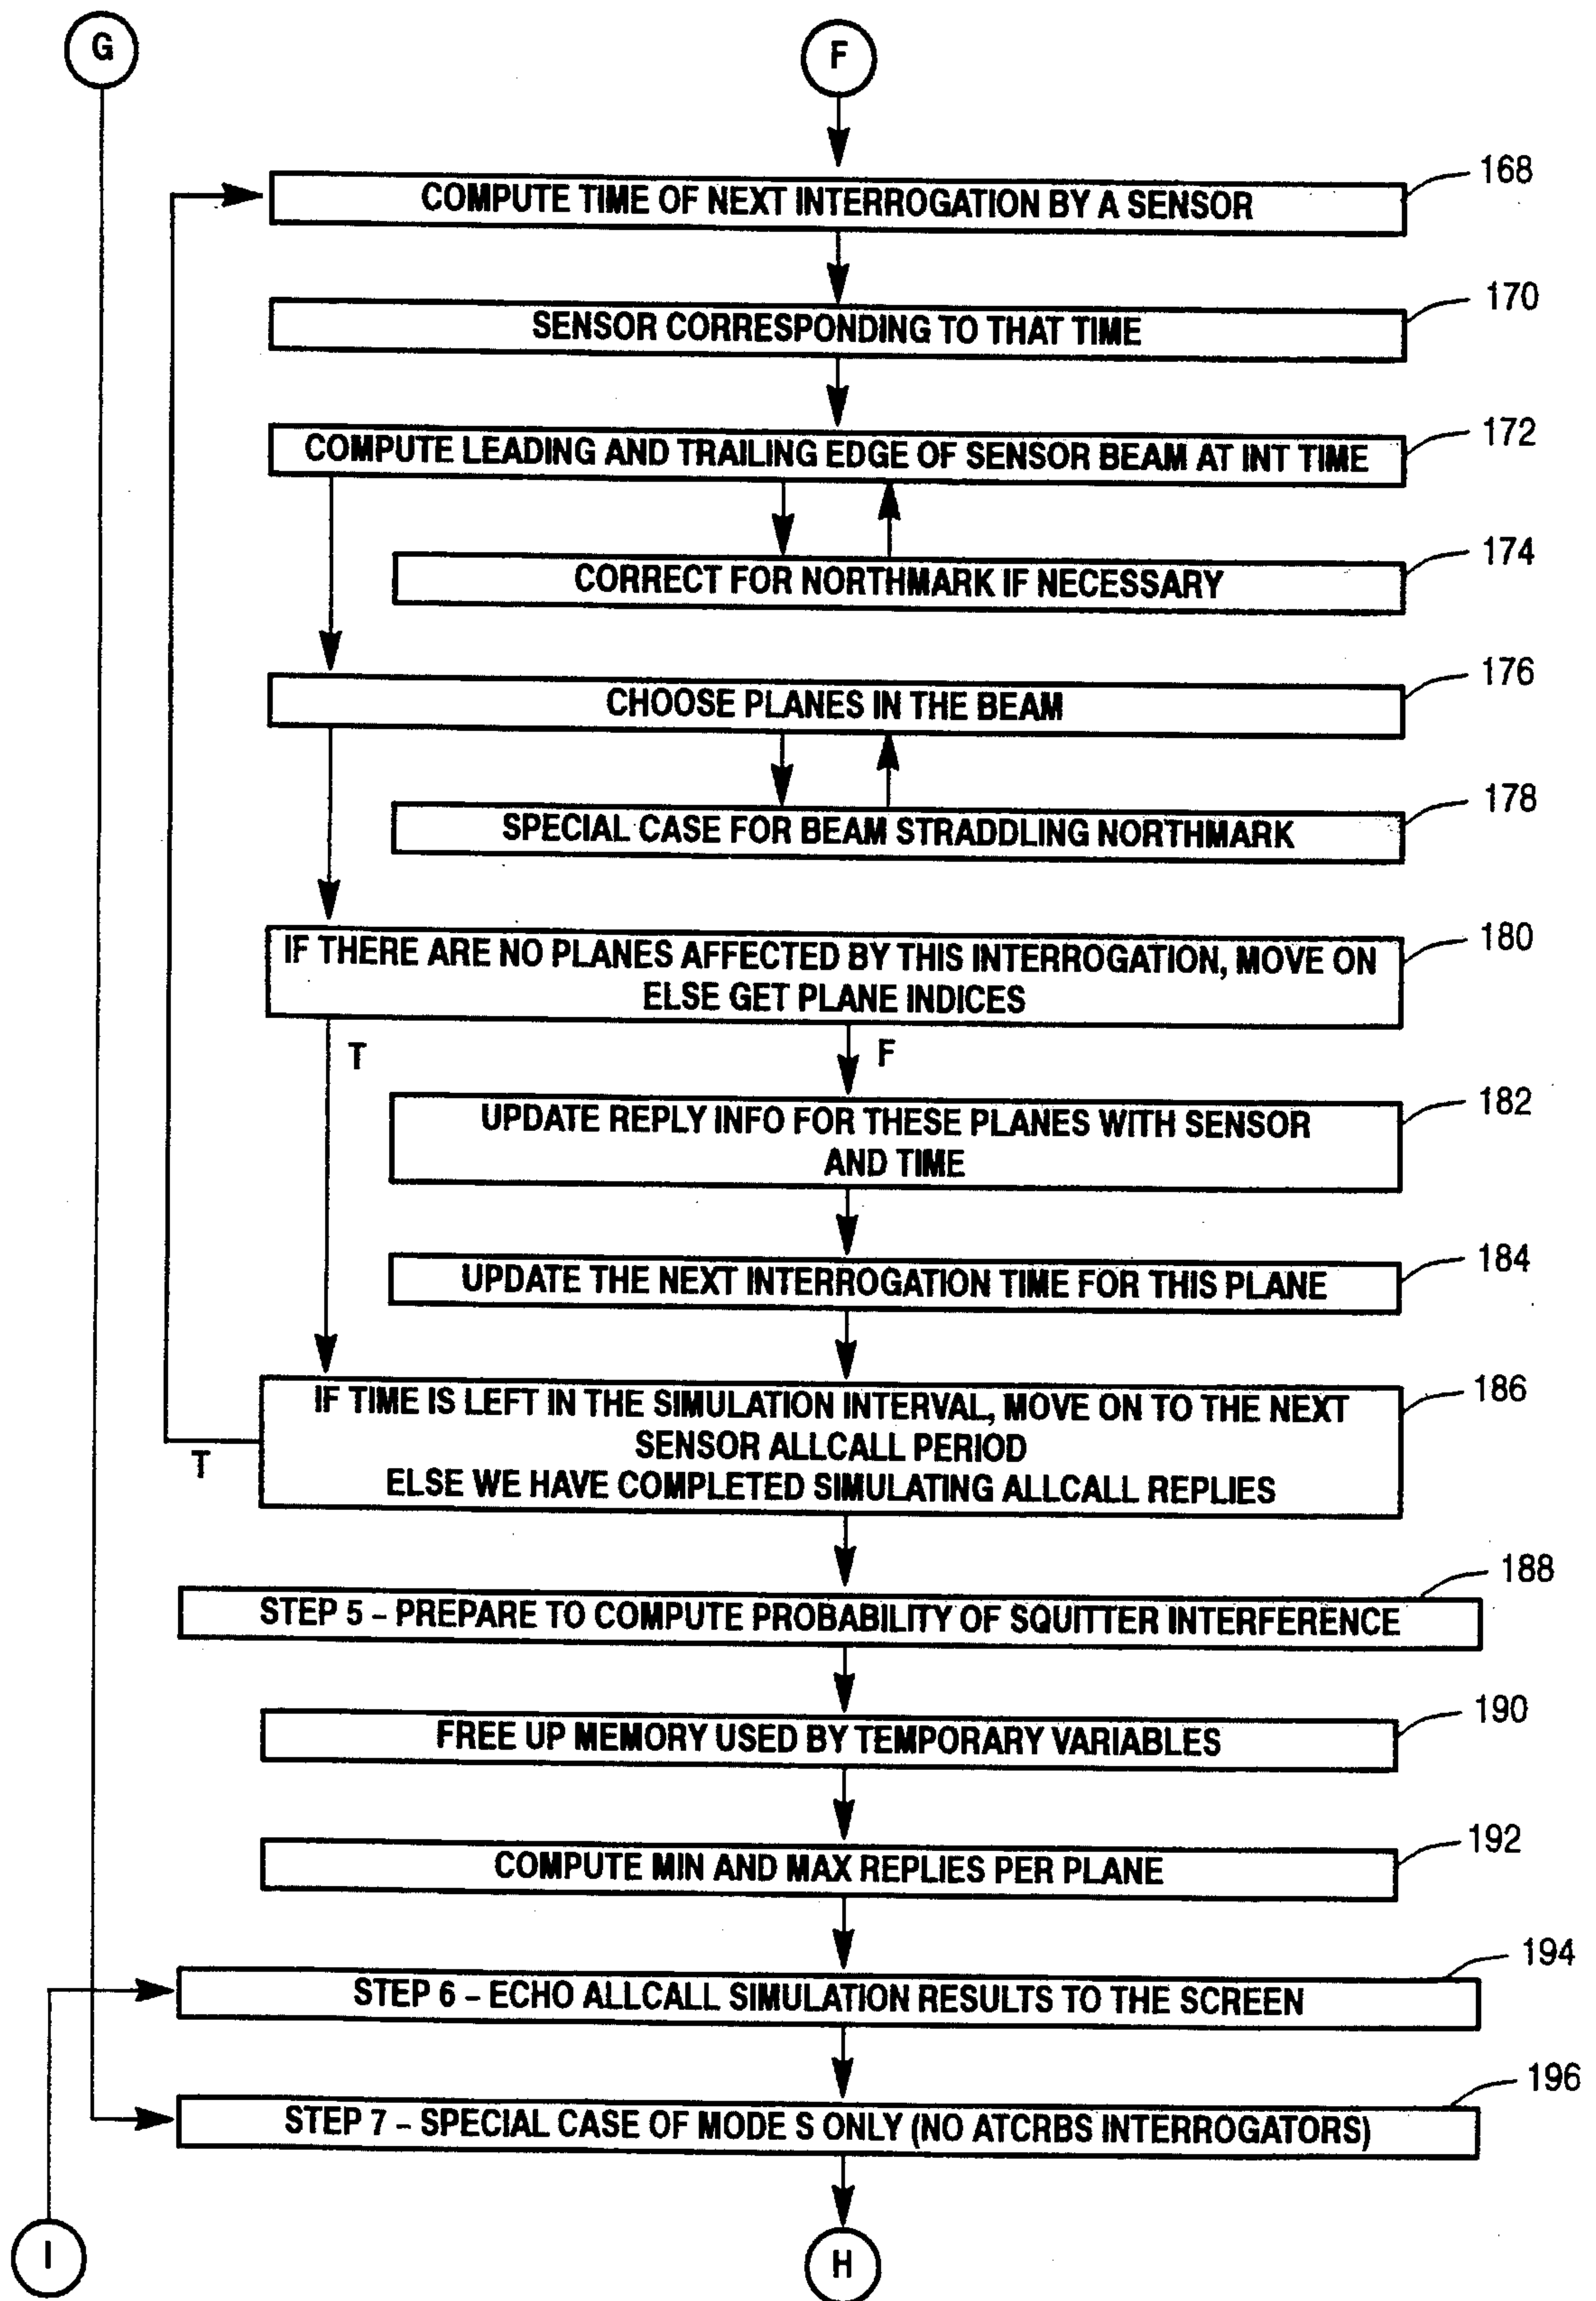 G
F
168
COMPUTE TIME OF NEXT INTERROGATION BY A SENSOR
170
SENSOR CORRESPONDING TO THAT TIME
172
COMPUTE LEADING AND TRAILING EDGE OF SENSOR BEAM AT INT TIME
174
CORRECT FOR NORTHMARK IF NECESSARY
176
CHOOSE PLANES IN THE BEAM
178
SPECIAL CASE FOR BEAM STRADDLING NORTHMARK
180
IF THERE ARE NO PLANES AFFECTED BY THIS INTERROGATION, MOVE ON
ELSE GET PLANE INDICES
T
F
182
UPDATE REPLY INFO FOR THESE PLANES WITH SENSOR
AND TIME
184
UPDATE THE NEXT INTERROGATION TIME FOR THIS PLANE
186
IF TIME IS LEFT IN THE SIMULATION INTERVAL, MOVE ON TO THE NEXT
SENSOR ALLCALL PERIOD
ELSE WE HAVE COMPLETED SIMULATING ALLCALL REPLIES
T
188
STEP 5 – PREPARE TO COMPUTE PROBABILITY OF SQUITTER INTERFERENCE
190
FREE UP MEMORY USED BY TEMPORARY VARIABLES
192
COMPUTE MIN AND MAX REPLIES PER PLANE
194
STEP 6 – ECHO ALLCALL SIMULATION RESULTS TO THE SCREEN
196
STEP 7 – SPECIAL CASE OF MODE S ONLY (NO ATCRBS INTERROGATORS)
I
H